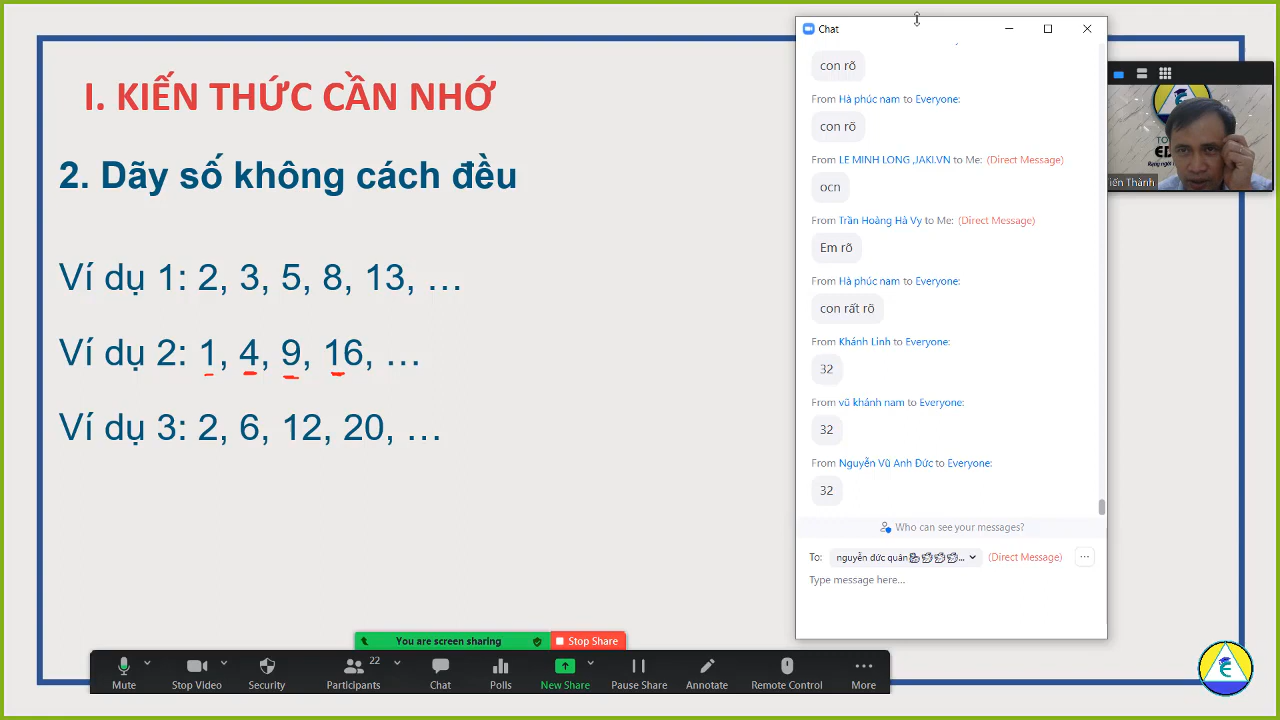 I. KIẾN THỨC CẦN NHỚ
2. Dãy số không cách đều
Ví dụ 1: 2, 3, 5, 8, 13, …
Ví dụ 2: 1, 4, 9, 16, …
Ví dụ 3: 2, 6, 12, 20, …
Chat
con rõ
From Hà phúc nam to Everyone:
con rõ
From LE MINH LONG ,JAKI.VN to Me: (Direct Message)
ocn
From Trần Hoàng Hà Vy to Me: (Direct Message)
Em rõ
From Hà phúc nam to Everyone:
con rất rõ
From Khánh Linh to Everyone:
32
From vũ khánh nam to Everyone:
32
From Nguyễn Vũ Anh Đức to Everyone:
32
Who can see your messages?
To: nguyễn đức quân... (Direct Message)
Type message here...
iến Thành
You are screen sharing
Stop Share
Mute
Stop Video
Security
Participants
22
Chat
Polls
New Share
Pause Share
Annotate
Remote Control
More